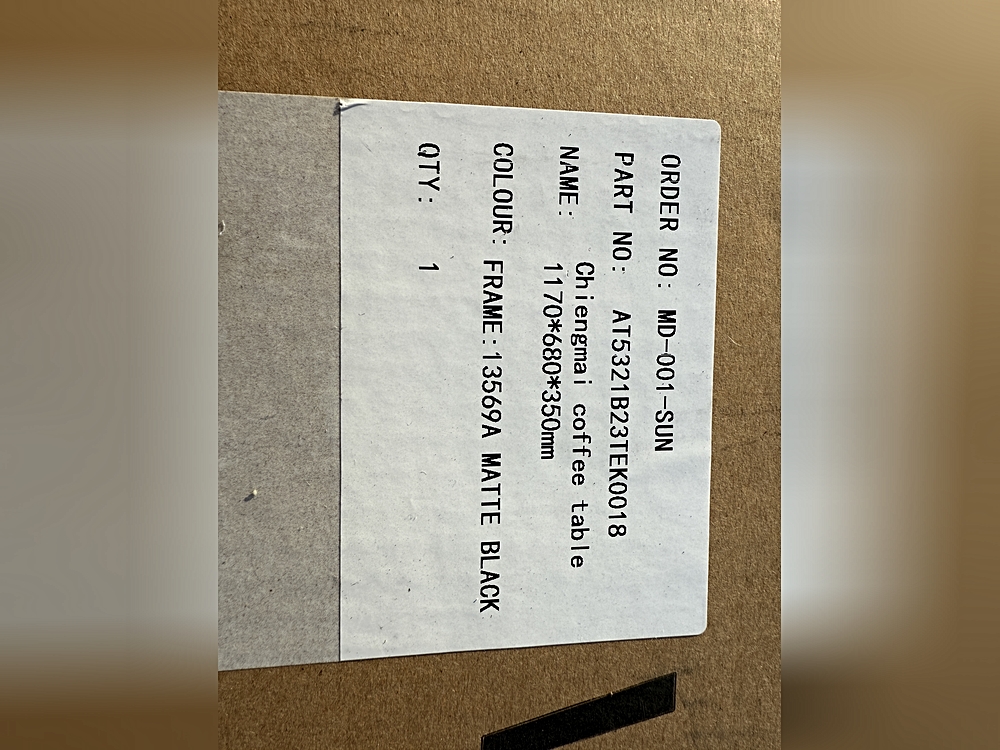 ORDER NO: MD-001-SUN
PART NO: AT5321B23TEK0018
NAME: Chiengmai coffee table
1170*680*350mm
COLOUR: FRAME:13569A MATTE BLACK
QTY: 1